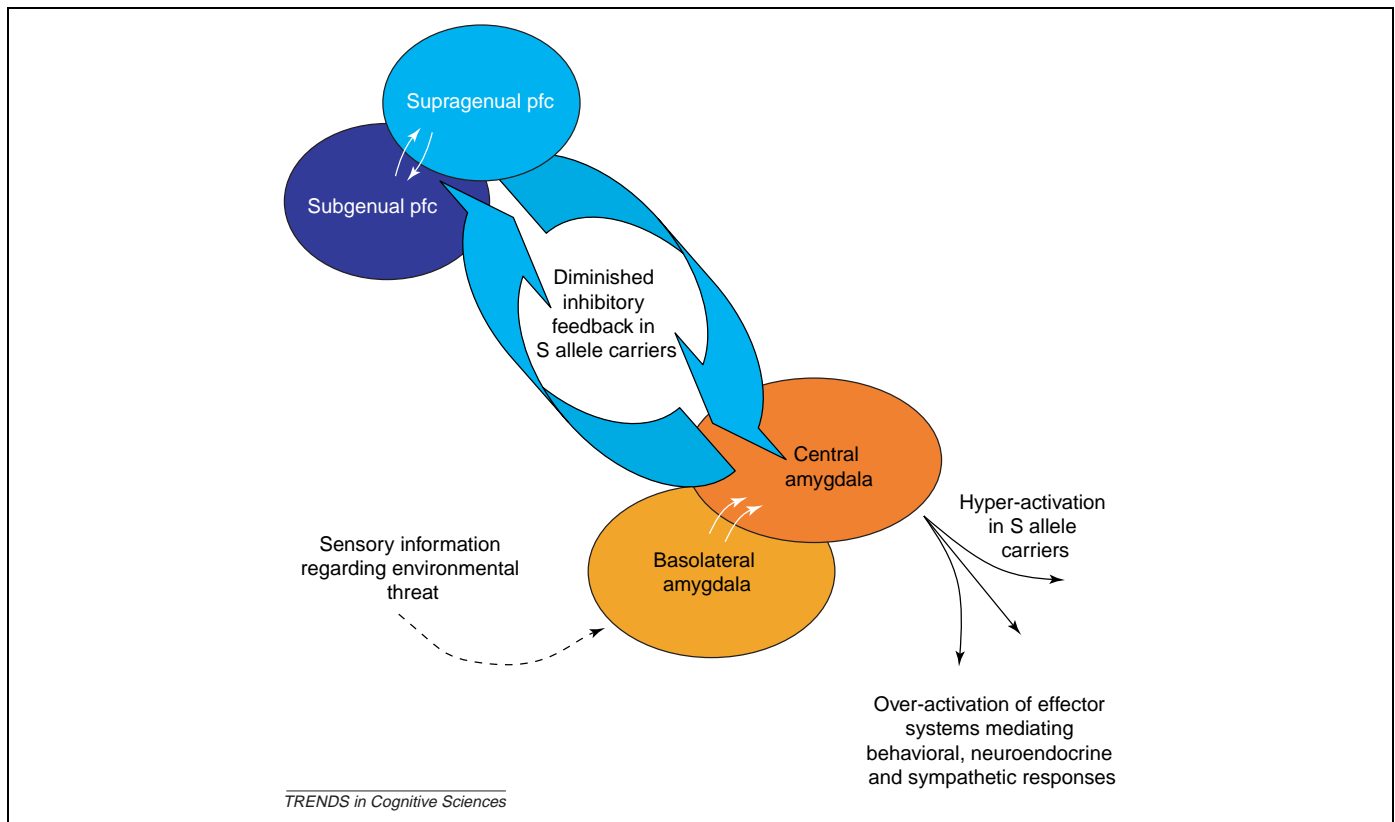 Supragenual pfc
Subgenual pfc
Diminished
inhibitory
feedback in
S allele carriers
Central
amygdala
Hyper-activation
in S allele
carriers
Sensory information
regarding environmental
threat
Basolateral
amygdala
Over-activation of effector
systems mediating
behavioral, neuroendocrine
and sympathetic responses
TRENDS in Cognitive Sciences